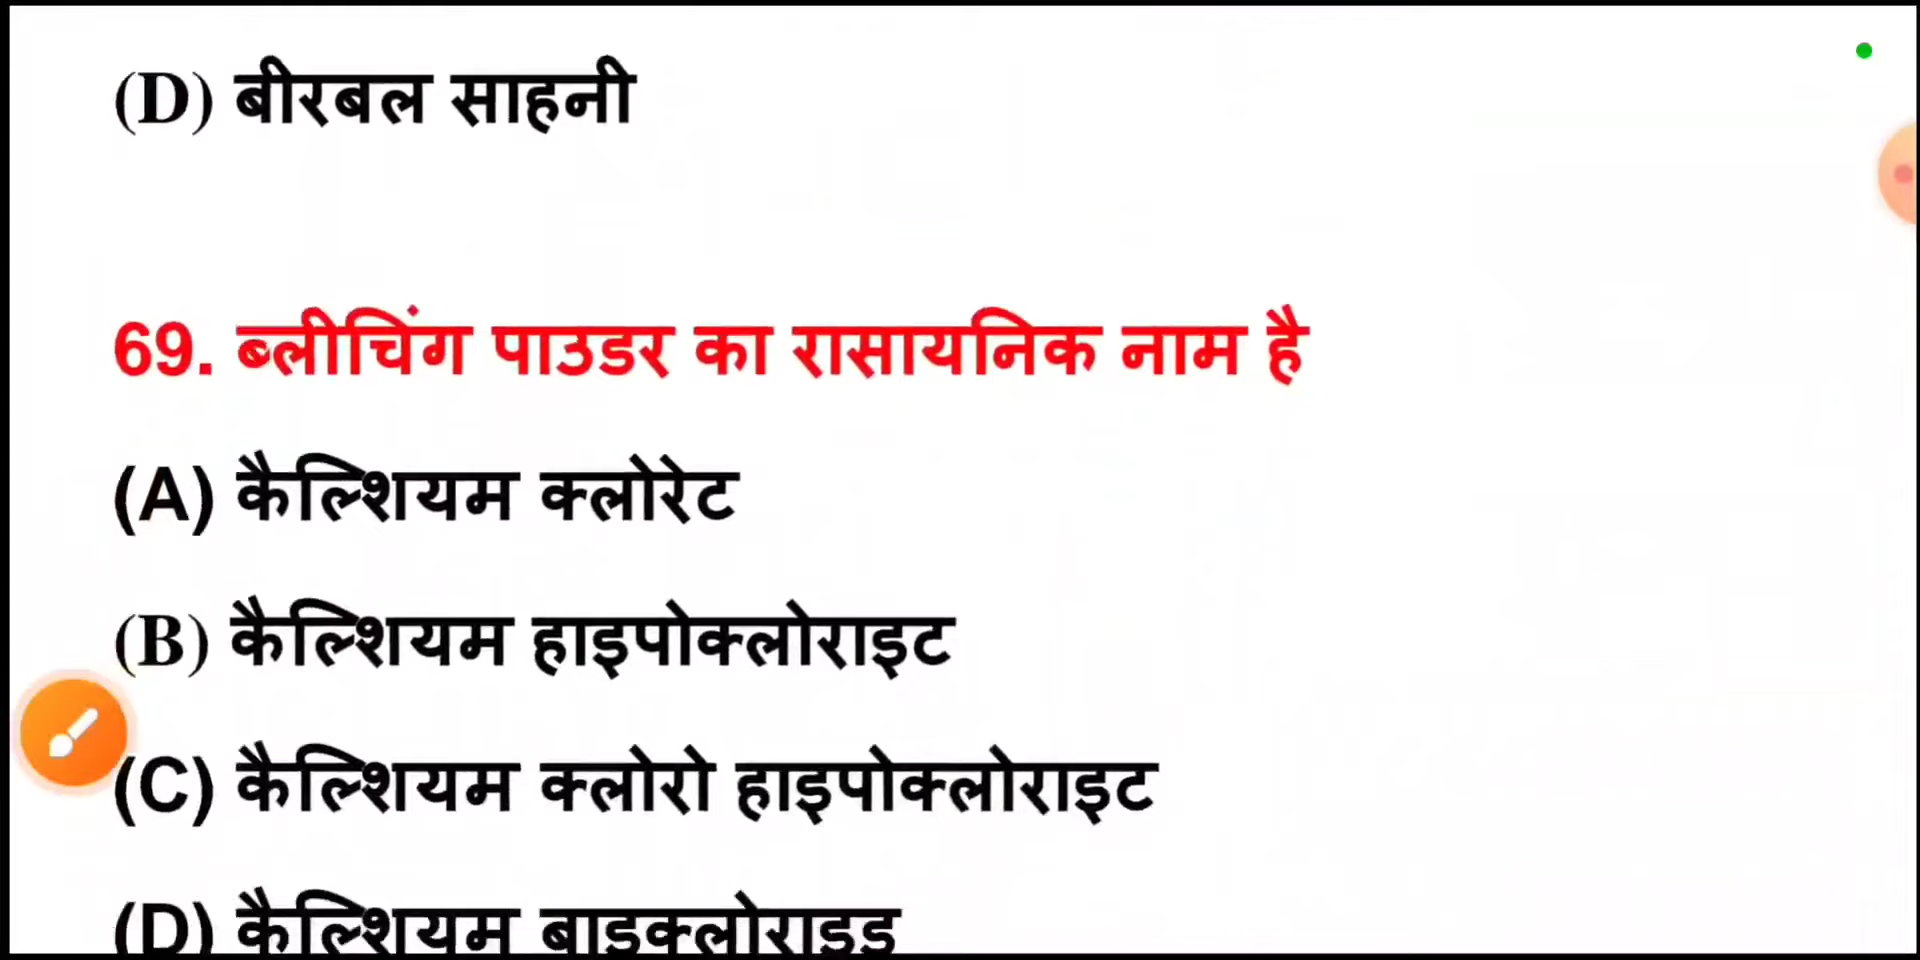 (D) बीरबल साहनी
69. ब्लीचिंग पाउडर का रासायनिक नाम है
(A) कैल्शियम क्लोरेट
(B) कैल्शियम हाइपोक्लोराइट
(C) कैल्शियम क्लोरो हाइपोक्लोराइट
(D) कैल्शियम बाइक्लोराइड